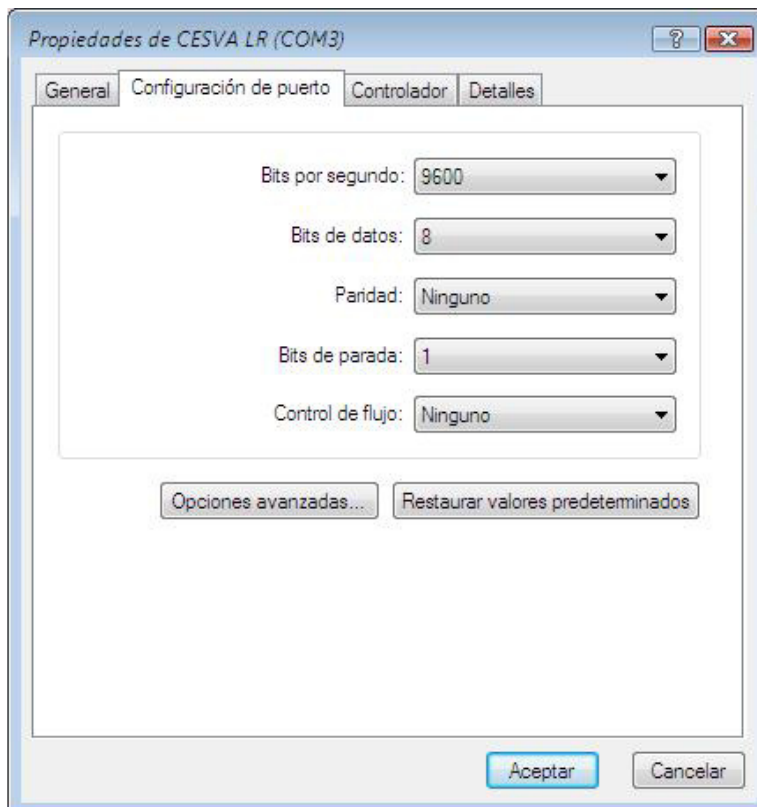 Propiedades de CESVA LR (COM3)
General Configuración de puerto Controlador Detalles
Bits por segundo: 9600
Bits de datos: 8
Paridad: Ninguno
Bits de parada: 1
Control de flujo: Ninguno
Opciones avanzadas... Restaurar valores predeterminados
Aceptar Cancelar